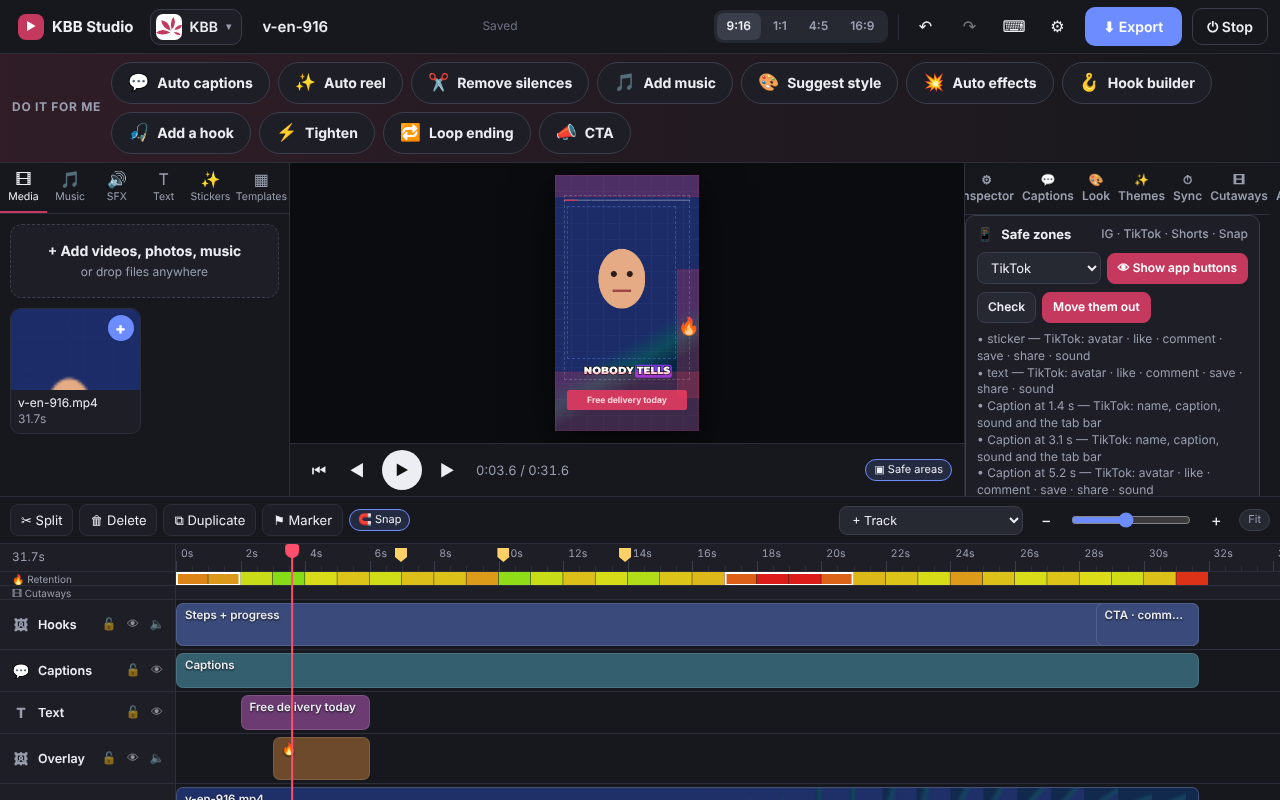 KBB Studio
KBB
v-en-916
Saved
9:16 1:1 4:5 16:9
Export
Stop
DO IT FOR ME
Auto captions
Auto reel
Remove silences
Add music
Suggest style
Auto effects
Hook builder
Add a hook
Tighten
Loop ending
CTA
Media Music SFX Text Stickers Templates
+ Add videos, photos, music
or drop files anywhere
v-en-916.mp4
31.7s
NOBODY TELLS
Free delivery today
0:03.6 / 0:31.6
Safe areas
nspector Captions Look Themes Sync Cutaways
Safe zones IG · TikTok · Shorts · Snap
TikTok
Show app buttons
Check
Move them out
• sticker — TikTok: avatar · like · comment ·
save · share · sound
• text — TikTok: avatar · like · comment · save ·
share · sound
• Caption at 1.4 s — TikTok: name, caption,
sound and the tab bar
• Caption at 3.1 s — TikTok: name, caption,
sound and the tab bar
• Caption at 5.2 s — TikTok: avatar · like ·
comment · save · share · sound
Split
Delete
Duplicate
Marker
Snap
+ Track
Fit
31.7s
0s 2s 4s 6s 8s 0s 12s 14s 16s 18s 20s 22s 24s 26s 28s 30s 32s
Retention
Cutaways
Hooks
Steps + progress
CTA · comm...
Captions
Captions
Text
Free delivery today
Overlay
v-en-916.mp4